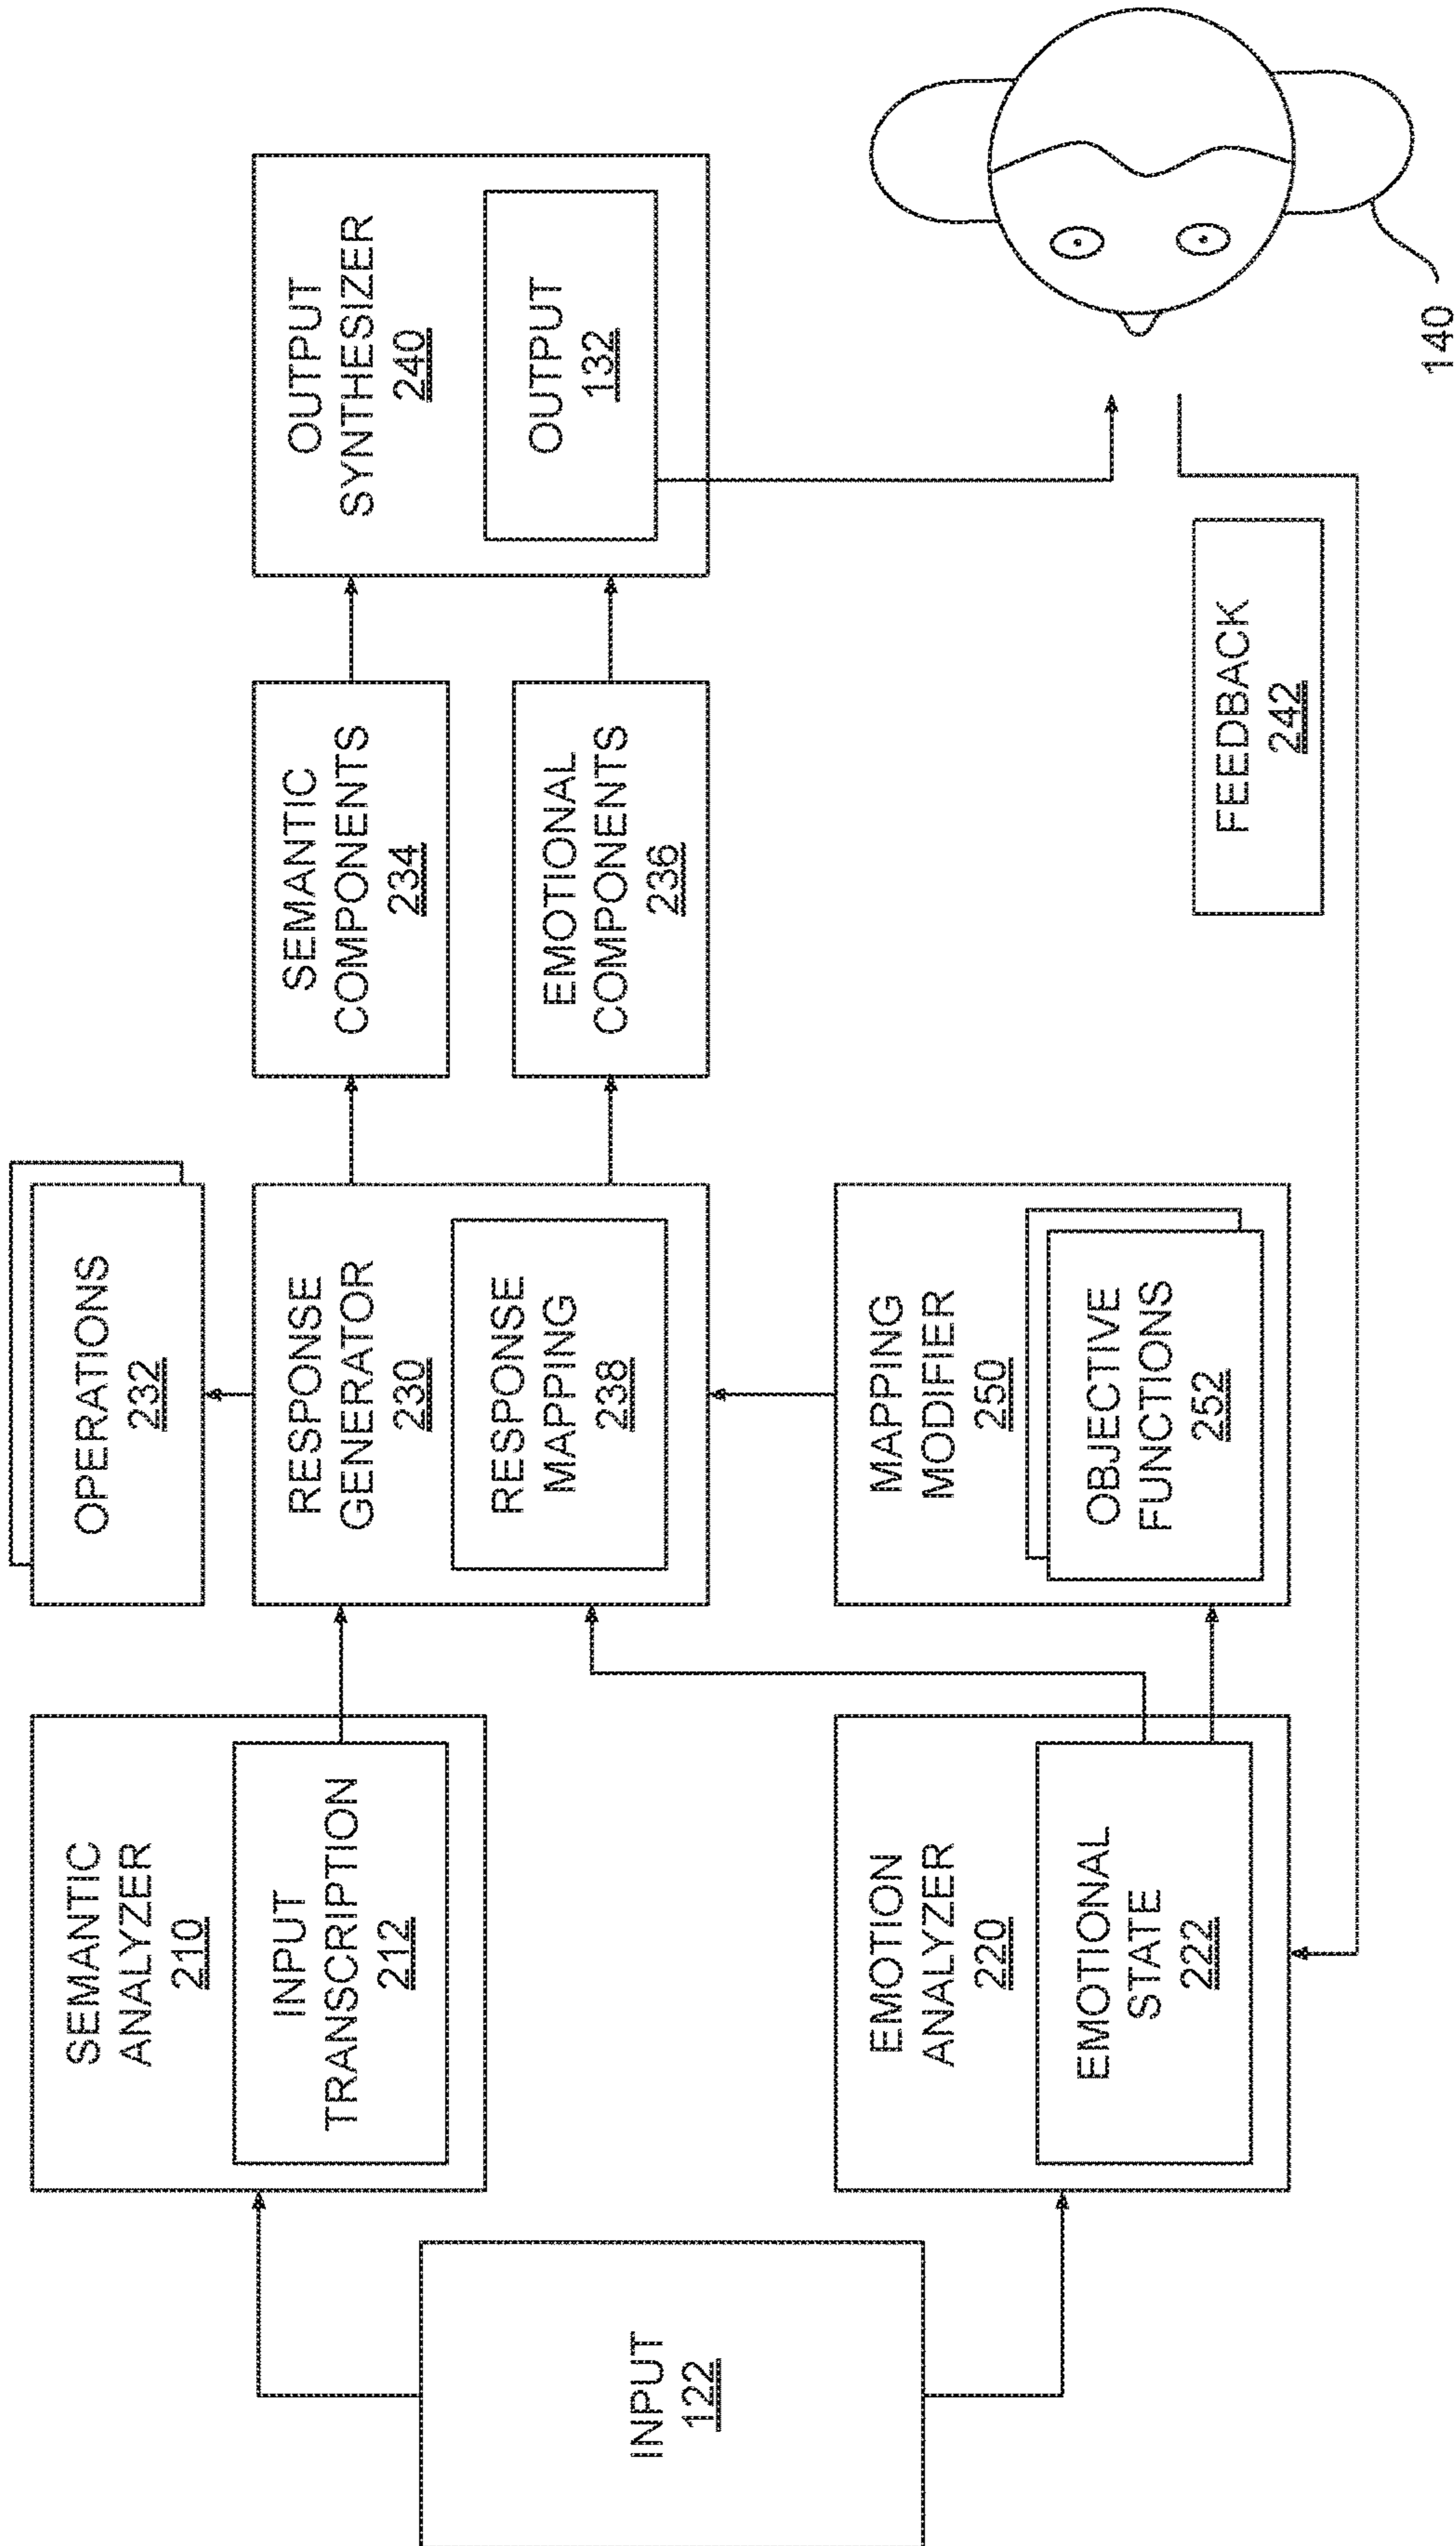 INPUT
122
SEMANTIC
ANALYZER
210
INPUT
TRANSCRIPTION
212
EMOTION
ANALYZER
220
EMOTIONAL
STATE
222
OPERATIONS
232
RESPONSE
GENERATOR
230
RESPONSE
MAPPING
238
MAPPING
MODIFIER
250
OBJECTIVE
FUNCTIONS
252
SEMANTIC
COMPONENTS
234
EMOTIONAL
COMPONENTS
236
OUTPUT
SYNTHESIZER
240
OUTPUT
132
FEEDBACK
242
140